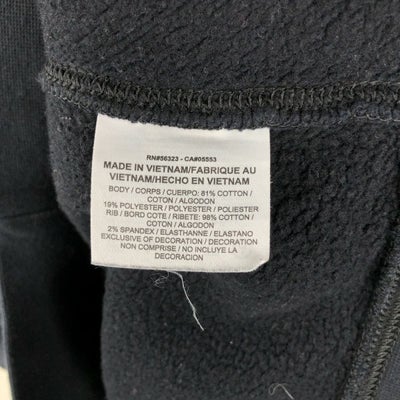 RN#56323 - CA#05553
MADE IN VIETNAM/FABRIQUE AU
VIETNAM/HECHO EN VIETNAM
BODY / CORPS / CUERPO: 81% COTTON /
COTON / ALGODON
19% POLYESTER / POLYESTER / POLIESTER
RIB / BORD COTE / RIBETE: 98% COTTON /
COTON / ALGODON
2% SPANDEX / ELASTHANNE / ELASTANO
EXCLUSIVE OF DECORATION / DECORATION
NON COMPRISE / NO INCLUYE LA
DECORACION